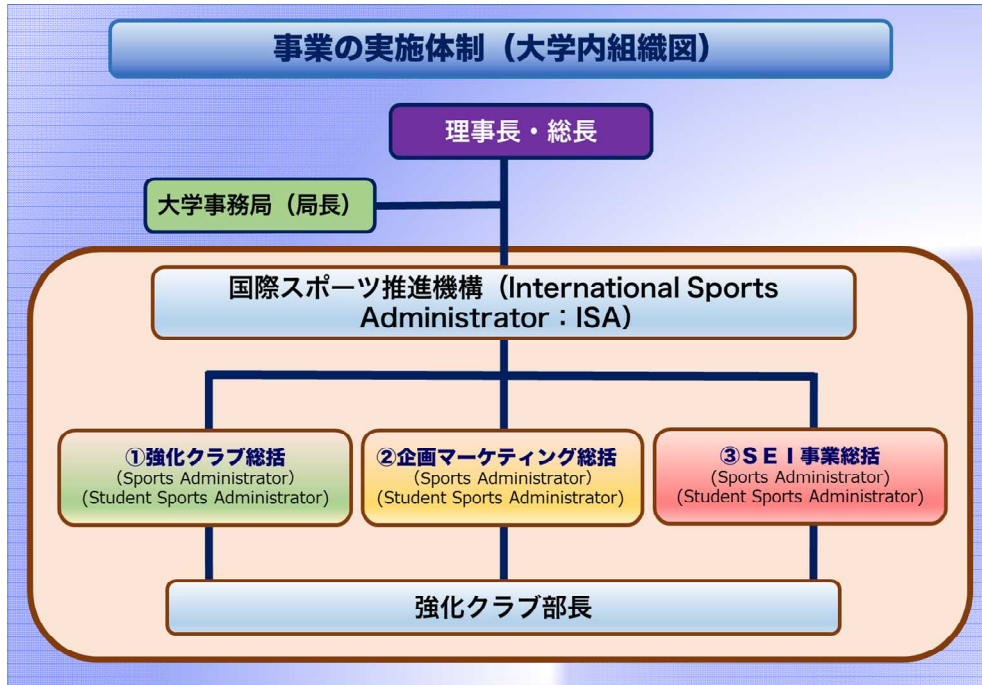 事業の実施体制（大学内組織図）
理事長・総長
大学事務局（局長）
国際スポーツ推進機構（International Sports
Administrator：ISA）
①強化クラブ総括
（Sports Administrator）
(Student Sports Administrator)
②企画マーケティング総括
（Sports Administrator）
(Student Sports Administrator)
③ＳＥＩ事業総括
（Sports Administrator）
(Student Sports Administrator)
強化クラブ部長